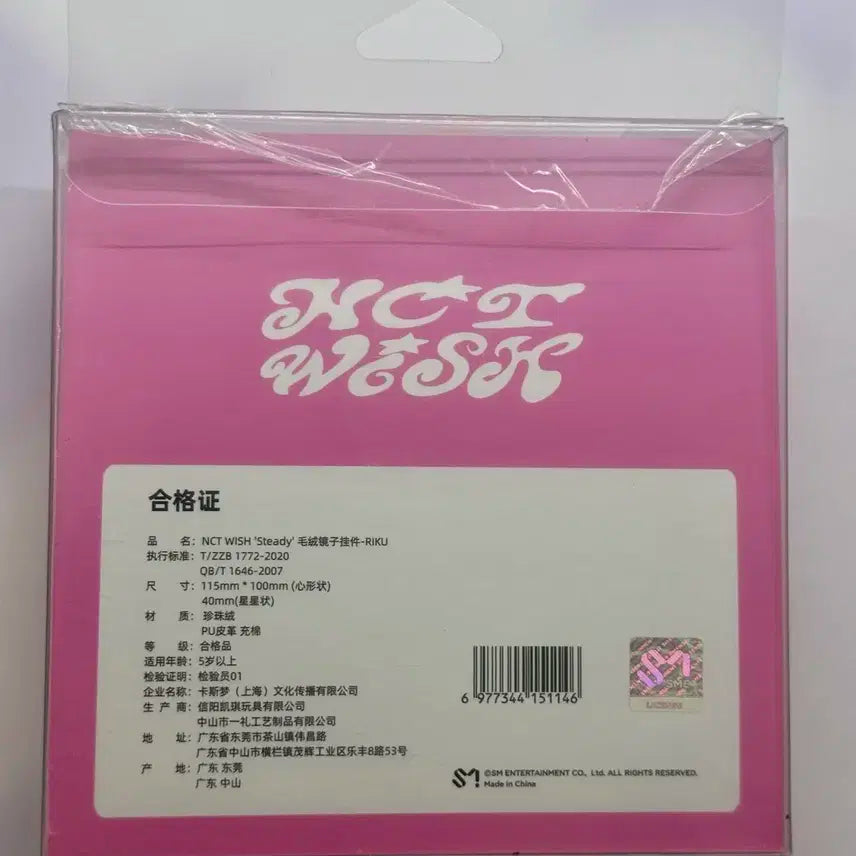 NCT
WiSH
合格证
品 名：NCT WISH 'Steady' 毛绒镜子挂件-RIKU
执行标准：T/ZZB 1772-2020
QB/T 1646-2007
尺 寸：115mm * 100mm (心形状)
40mm(星星状)
材 质：珍珠绒
PU皮革 充棉
等 级：合格品
适用年龄：5岁以上
检验证明：检验员01
企业名称：卡斯梦（上海）文化传播有限公司
生 产 商：信阳凯琪玩具有限公司
中山市一礼工艺制品有限公司
地 址：广东省东莞市茶山镇伟昌路
广东省中山市横栏镇茂辉工业区乐丰8路53号
产 地：广东 东莞
广东 中山
6 977344 151146
SM
©SM ENTERTAINMENT CO., Ltd. ALL RIGHTS RESERVED.
Made in China